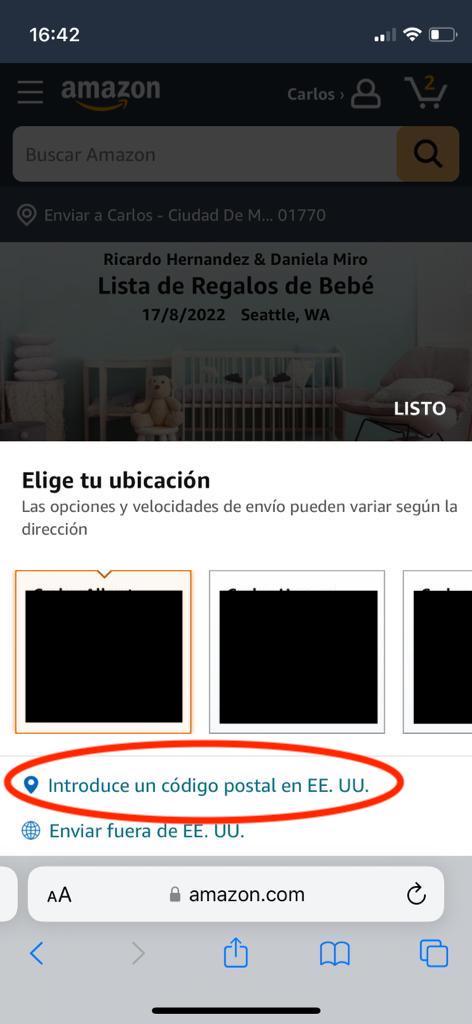 16:42
amazon
Carlos ›
2
Buscar Amazon
Enviar a Carlos - Ciudad De M... 01770
Ricardo Hernandez & Daniela Miro
Lista de Regalos de Bebé
17/8/2022 Seattle, WA
LISTO
Elige tu ubicación
Las opciones y velocidades de envío pueden variar según la
dirección
Introduce un código postal en EE. UU.
Enviar fuera de EE. UU.
AA amazon.com